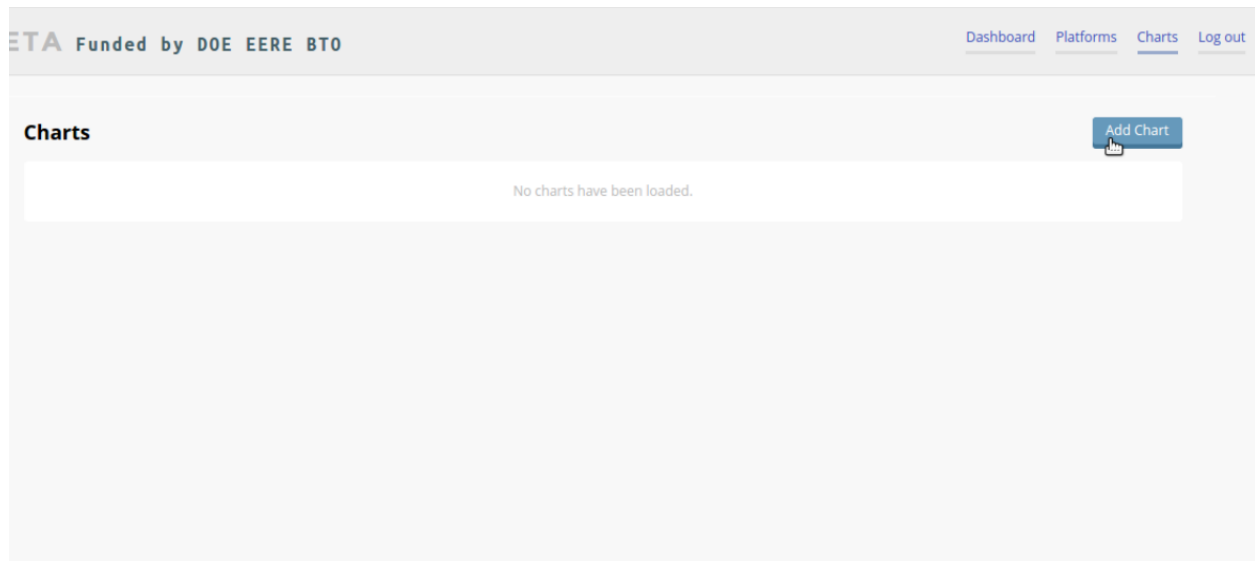 ETA Funded by DOE EERE BTO
Dashboard Platforms Charts Log out
Charts
Add Chart
No charts have been loaded.